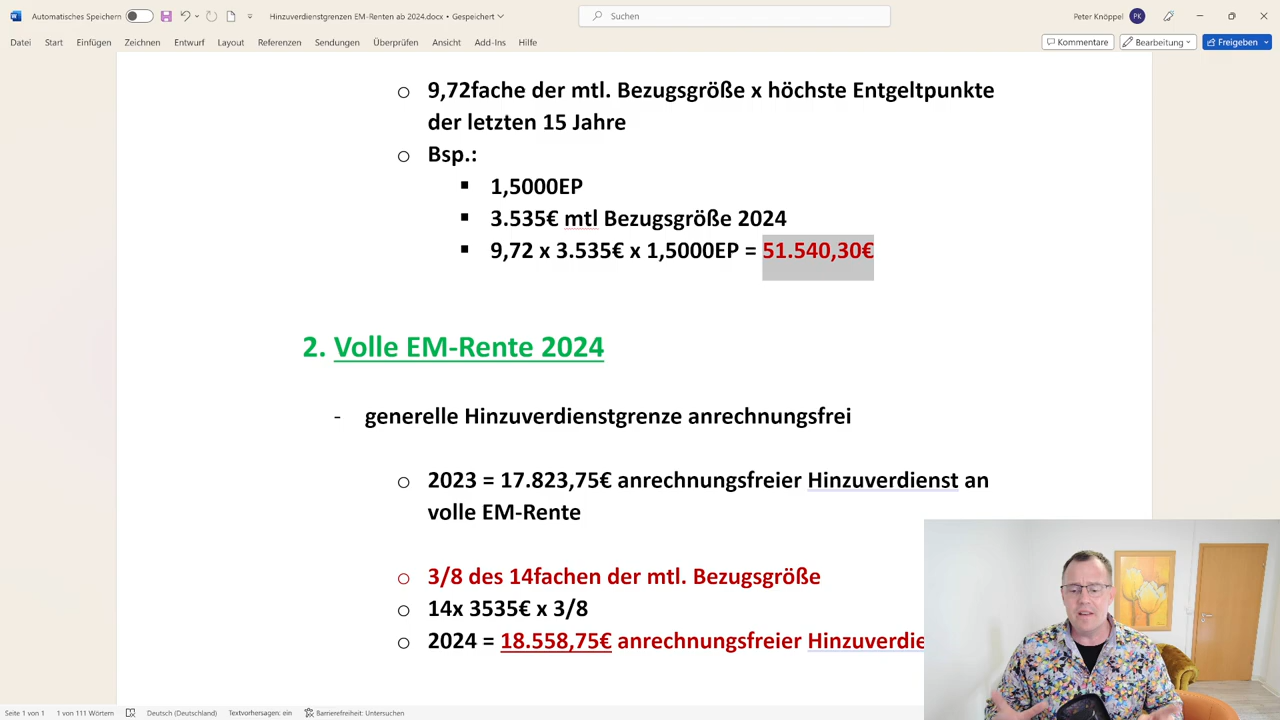 Automatisches Speichern
Hinzuverdienstgrenzen EM-Renten ab 2024.docx • Gespeichert
Suchen
Peter Knöppel
PK
Datei Start Einfügen Zeichnen Entwurf Layout Referenzen Sendungen Überprüfen Ansicht Add-Ins Hilfe
Kommentare Bearbeitung Freigeben
9,72fache der mtl. Bezugsgröße x höchste Entgeltpunkte
der letzten 15 Jahre
Bsp.:
1,5000EP
3.535€ mtl Bezugsgröße 2024
9,72 x 3.535€ x 1,5000EP = 51.540,30€
2. Volle EM-Rente 2024
- generelle Hinzuverdienstgrenze anrechnungsfrei
2023 = 17.823,75€ anrechnungsfreier Hinzuverdienst an
volle EM-Rente
3/8 des 14fachen der mtl. Bezugsgröße
14x 3535€ x 3/8
2024 = 18.558,75€ anrechnungsfreier Hinzuverdie
Seite 1 von 1 1 von 111 Wörtern Deutsch (Deutschland) Textvorhersagen: ein Barrierefreiheit: Untersuchen